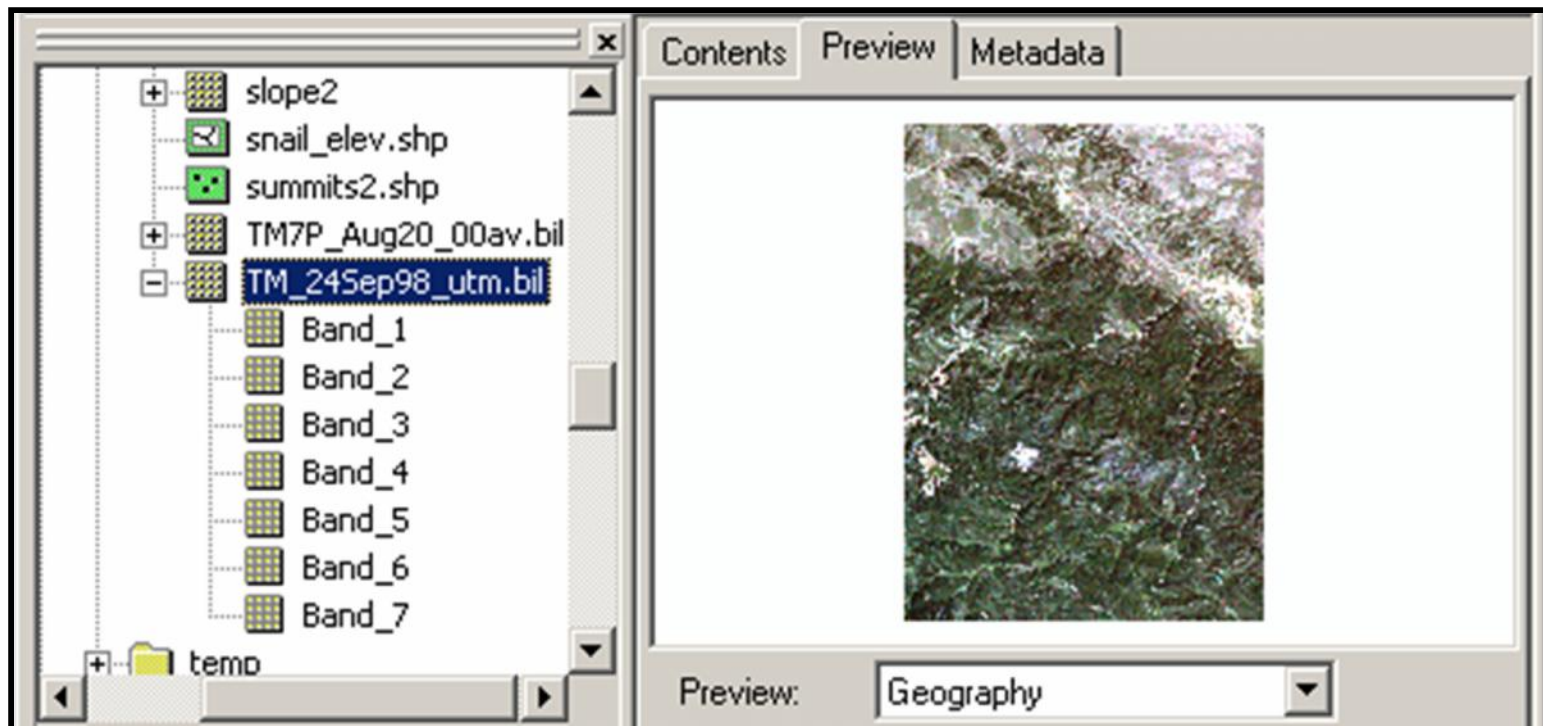 slope2
snail_elev.shp
summits2.shp
TM7P_Aug20_00av.bil
TM_24Sep98_utm.bil
Band_1
Band_2
Band_3
Band_4
Band_5
Band_6
Band_7
temp
Contents
Preview
Metadata
Preview:
Geography